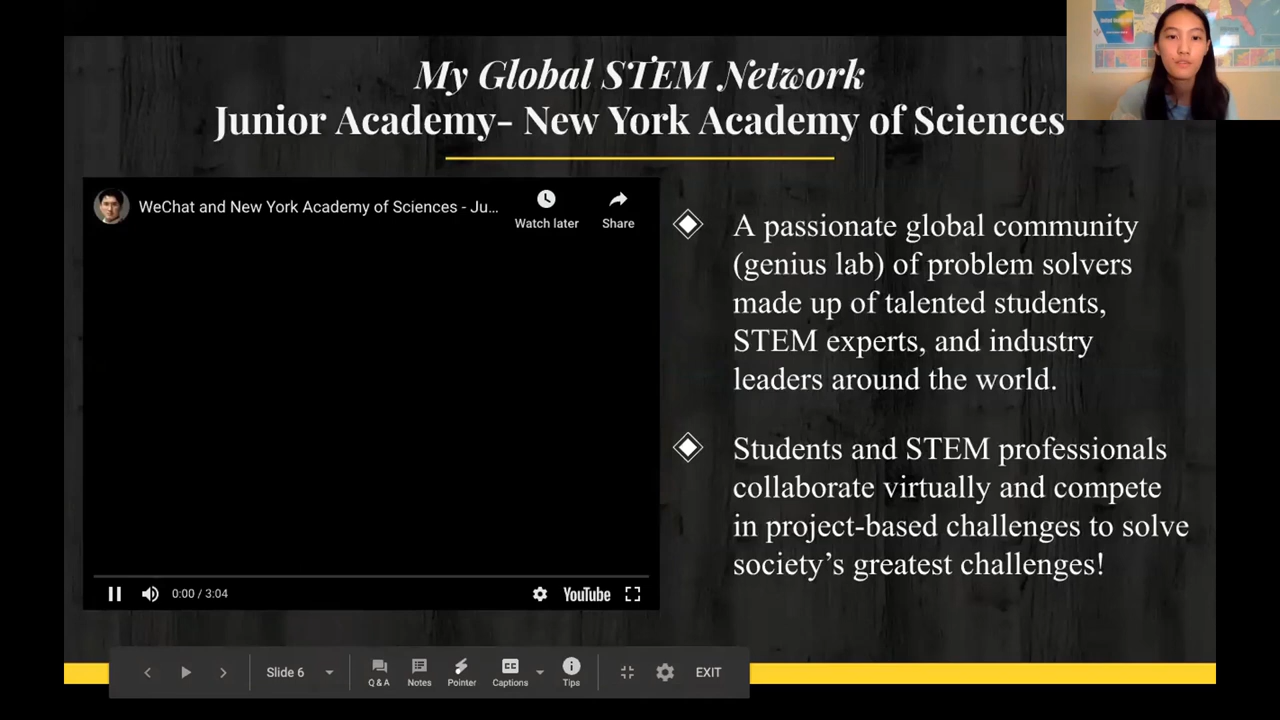 My Global STEM Network
Junior Academy- New York Academy of Sciences
WeChat and New York Academy of Sciences - Ju...
Watch later
Share
A passionate global community
(genius lab) of problem solvers
made up of talented students,
STEM experts, and industry
leaders around the world.
Students and STEM professionals
collaborate virtually and compete
in project-based challenges to solve
society's greatest challenges!
0:00 / 3:04
YouTube
Slide 6
Q & A
Notes
Pointer
CC
Captions
Tips
EXIT